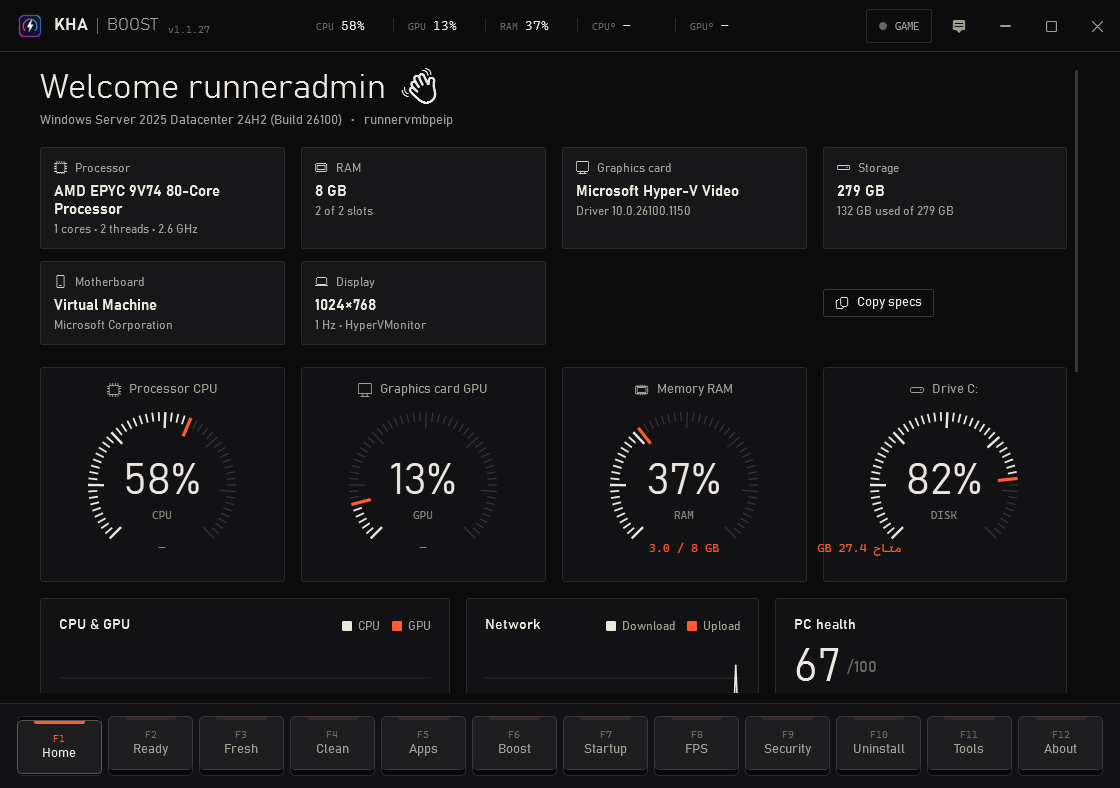 KHA | BOOST v1.1.27
CPU 58% GPU 13% RAM 37% CPU° — GPU° —
GAME
Welcome runneradmin
Windows Server 2025 Datacenter 24H2 (Build 26100) • runnervmbpeip
Processor
AMD EPYC 9V74 80-Core
Processor
1 cores • 2 threads • 2.6 GHz
RAM
8 GB
2 of 2 slots
Graphics card
Microsoft Hyper-V Video
Driver 10.0.26100.1150
Storage
279 GB
132 GB used of 279 GB
Motherboard
Virtual Machine
Microsoft Corporation
Display
1024×768
1 Hz • HyperVMonitor
Copy specs
Processor CPU
58%
CPU
—
Graphics card GPU
13%
GPU
—
Memory RAM
37%
RAM
3.0 / 8 GB
Drive C:
82%
DISK
متاح 27.4 GB
CPU & GPU
CPU GPU
Network
Download Upload
PC health
67 /100
F1
Home
F2
Ready
F3
Fresh
F4
Clean
F5
Apps
F6
Boost
F7
Startup
F8
FPS
F9
Security
F10
Uninstall
F11
Tools
F12
About